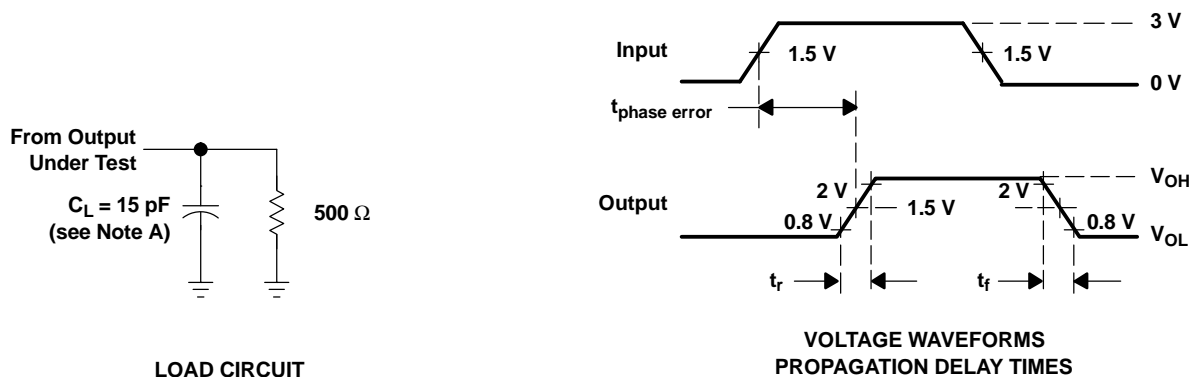 From Output
Under Test
C_L = 15 pF
(see Note A)
500 Ω
LOAD CIRCUIT
Input
1.5 V
1.5 V
3 V
0 V
t_phase error
Output
2 V
0.8 V
1.5 V
2 V
0.8 V
V_OH
V_OL
t_r
t_f
VOLTAGE WAVEFORMS
PROPAGATION DELAY TIMES